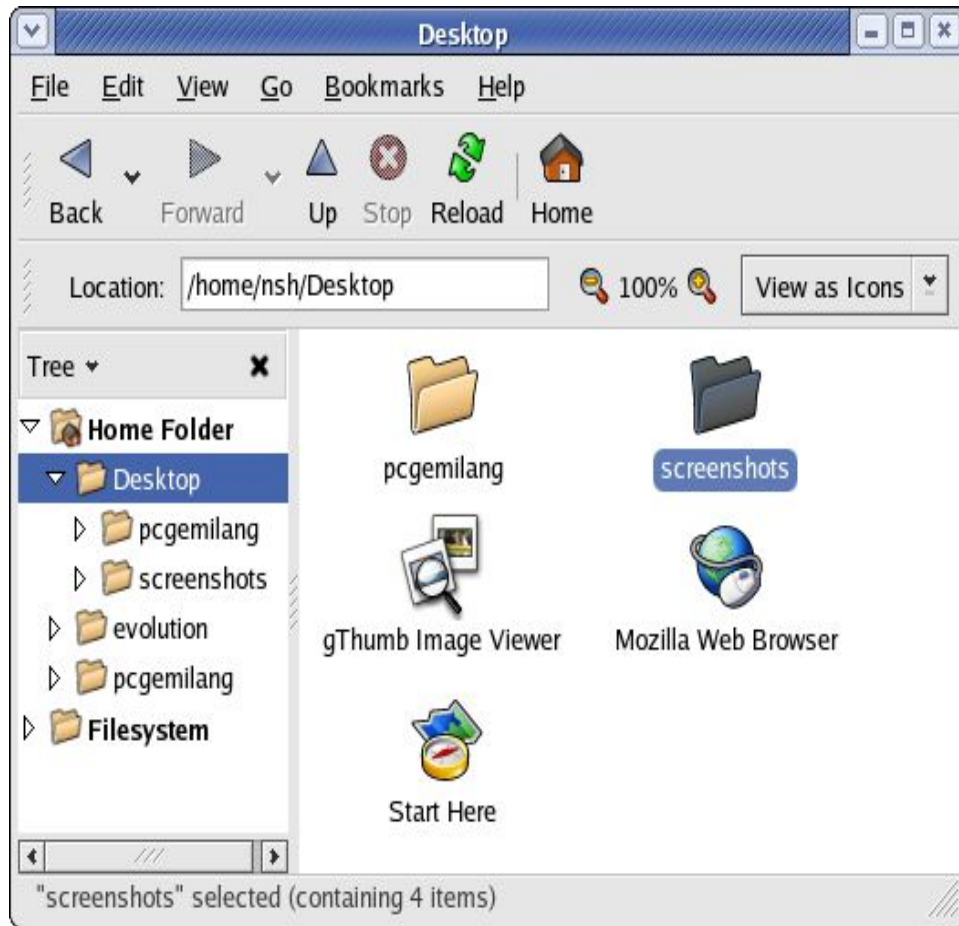 Desktop
File Edit View Go Bookmarks Help
Back Forward Up Stop Reload Home
Location: /home/nsh/Desktop 100% View as Icons
Tree
Home Folder
Desktop
pcgemilang
screenshots
evolution
pcgemilang
Filesystem
pcgemilang screenshots
gThumb Image Viewer Mozilla Web Browser
Start Here
"screenshots" selected (containing 4 items)